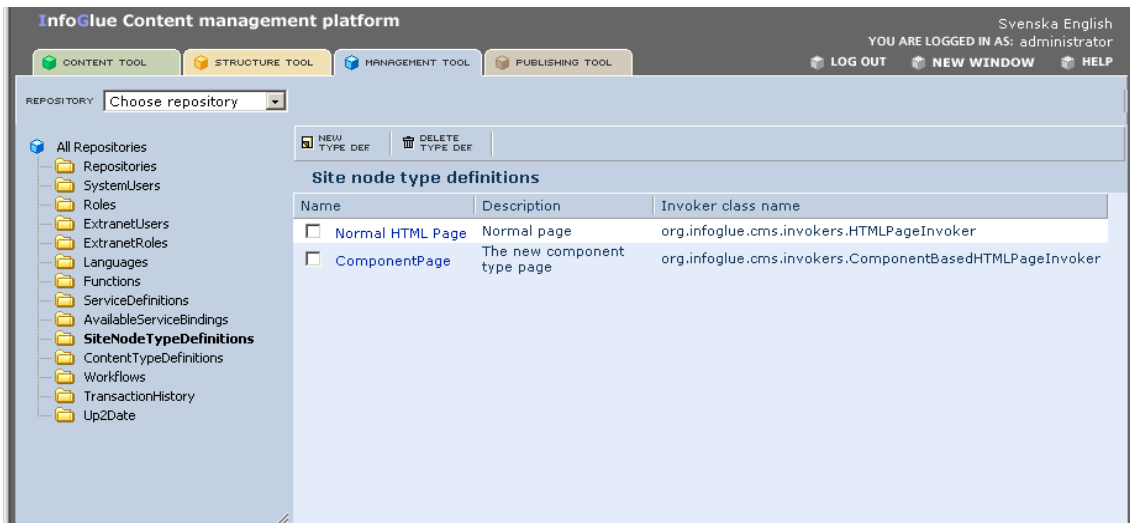 InfoGlue Content management platform
Svenska English
YOU ARE LOGGED IN AS: administrator
CONTENT TOOL STRUCTURE TOOL MANAGEMENT TOOL PUBLISHING TOOL LOG OUT NEW WINDOW HELP
REPOSITORY Choose repository
All Repositories
Repositories
SystemUsers
Roles
ExtranetUsers
ExtranetRoles
Languages
Functions
ServiceDefinitions
AvailableServiceBindings
SiteNodeTypeDefinitions
ContentTypeDefinitions
Workflows
TransactionHistory
Up2Date
NEW
TYPE DEF
DELETE
TYPE DEF
Site node type definitions
Name Description Invoker class name
Normal HTML Page Normal page org.infoglue.cms.invokers.HTMLPageInvoker
ComponentPage The new component
type page org.infoglue.cms.invokers.ComponentBasedHTMLPageInvoker